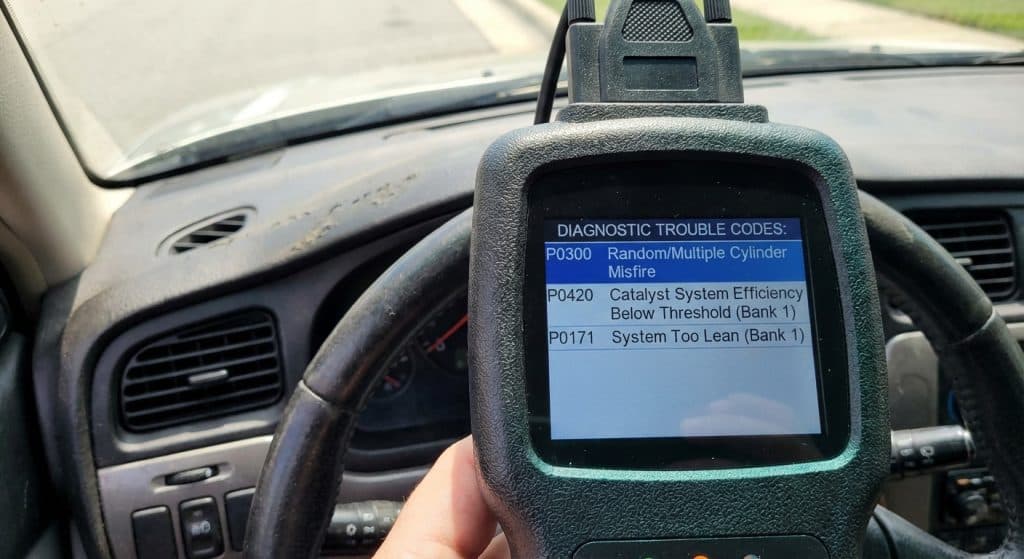 DIAGNOSTIC TROUBLE CODES:
P0300 Random/Multiple Cylinder
Misfire
P0420 Catalyst System Efficiency
Below Threshold (Bank 1)
P0171 System Too Lean (Bank 1)